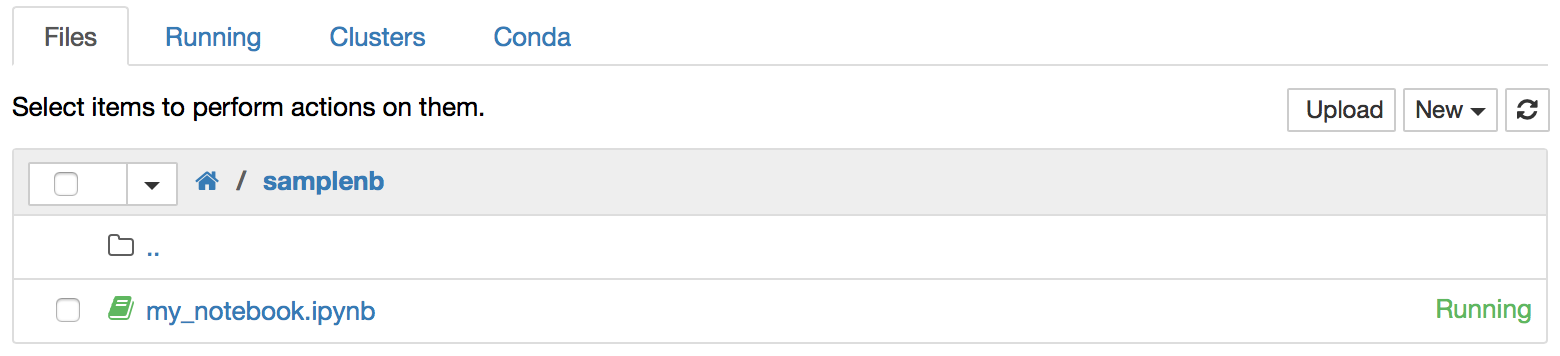 Files Running Clusters Conda
Select items to perform actions on them. Upload New
/ samplenb
..
my_notebook.ipynb Running